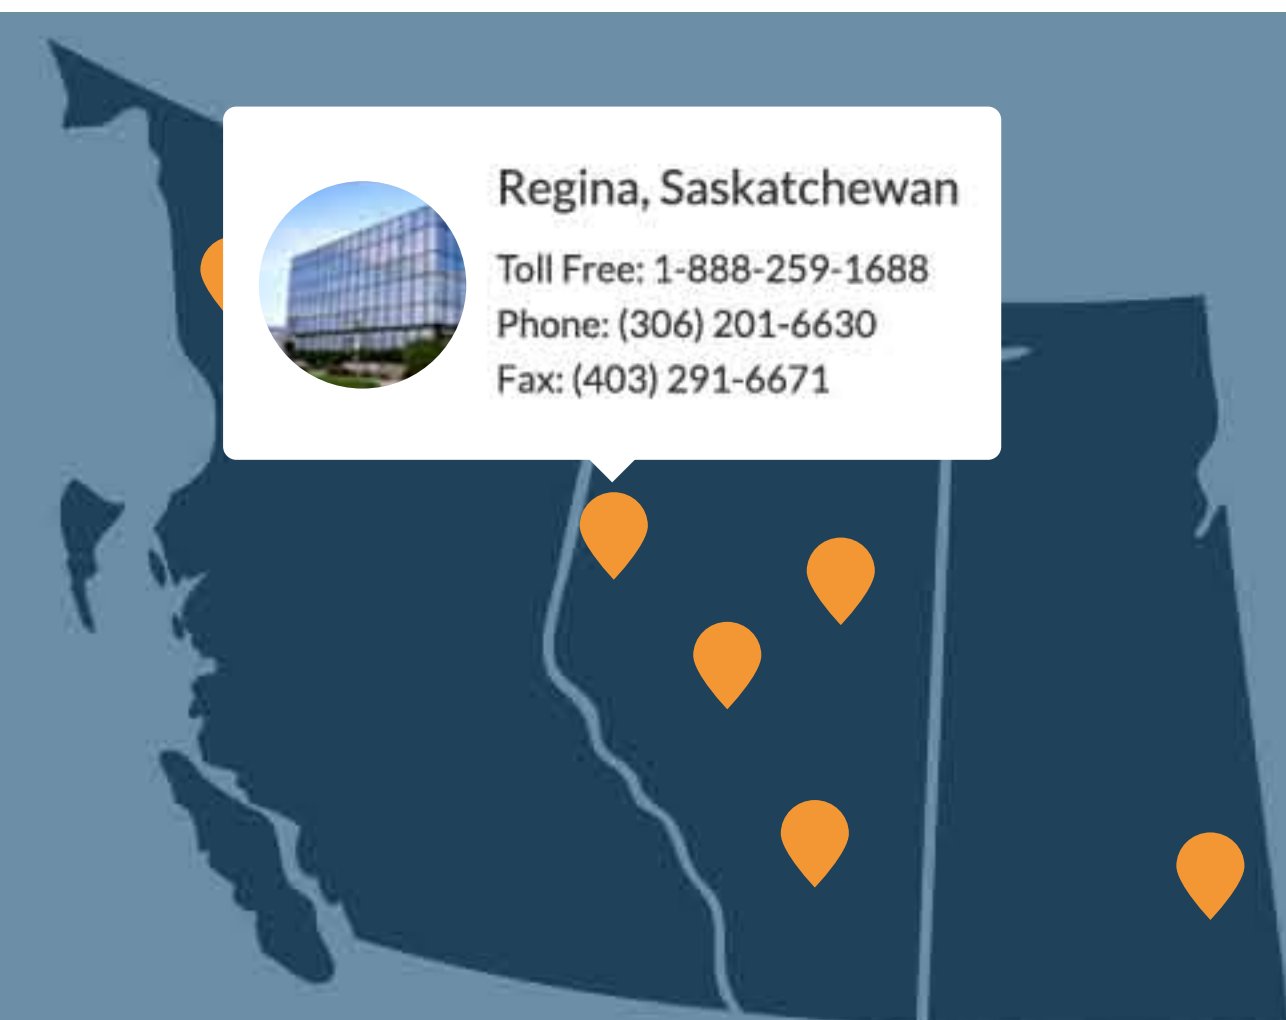 Regina, Saskatchewan
Toll Free: 1-888-259-1688
Phone: (306) 201-6630
Fax: (403) 291-6671